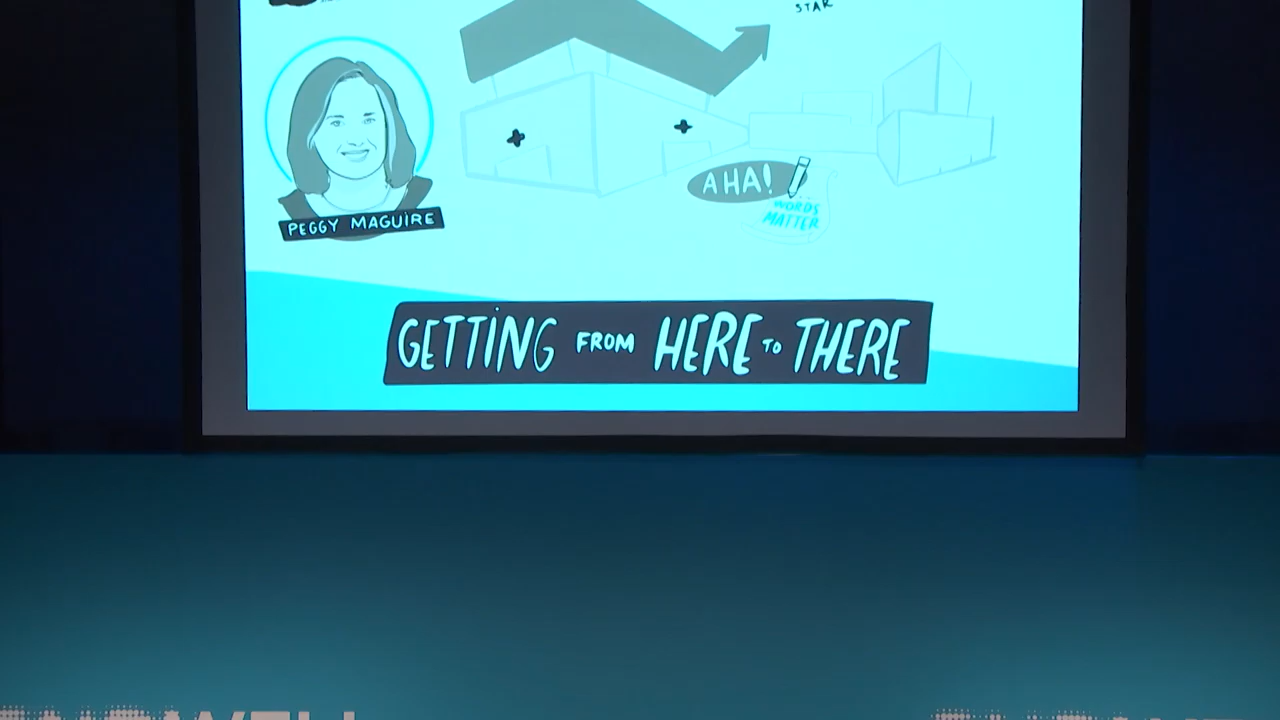 STAR
PEGGY MAGUIRE
AHA!
WORDS
MATTER
GETTING FROM HERE TO THERE